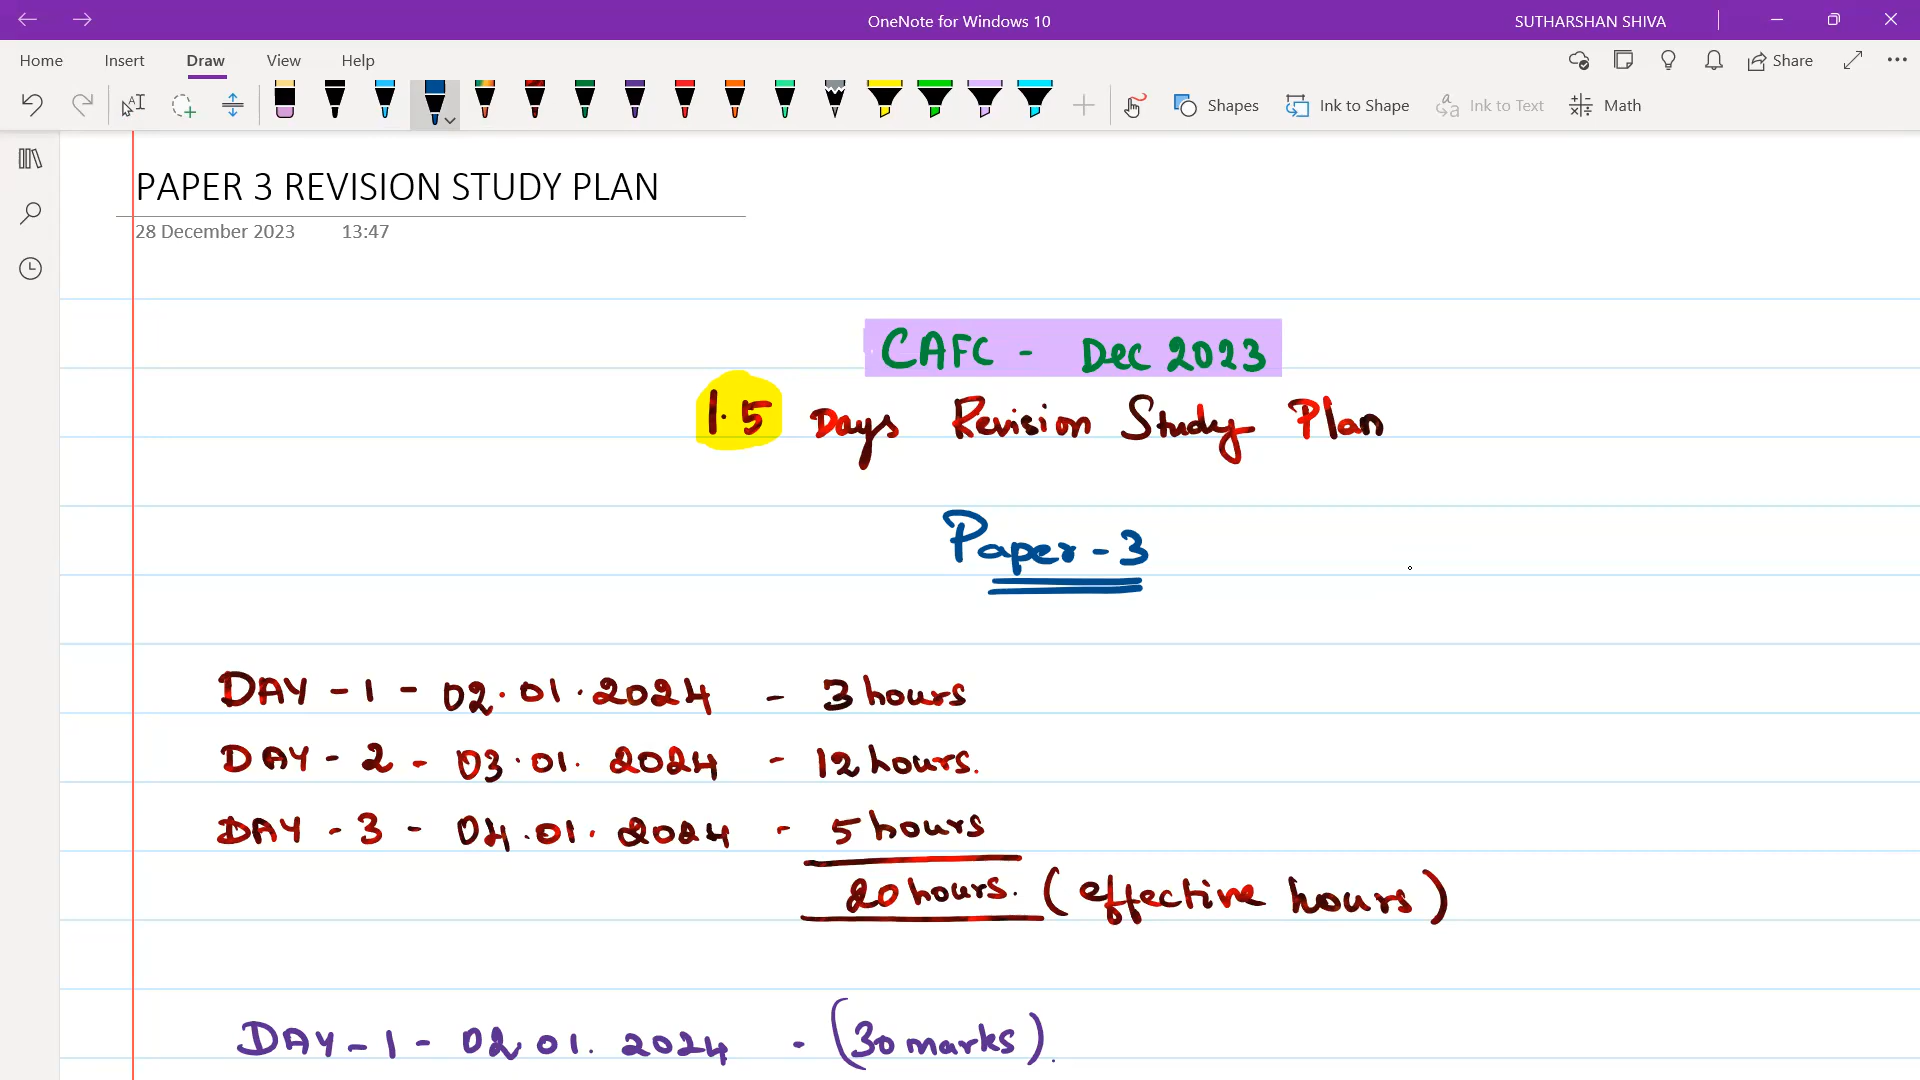 OneNote for Windows 10
SUTHARSHAN SHIVA
Home Insert Draw View Help
Share
Shapes Ink to Shape Ink to Text Math
PAPER 3 REVISION STUDY PLAN
28 December 2023 13:47
CAFC - Dec 2023
1.5 Days Revision Study Plan
Paper - 3
DAY - 1 - 02.01.2024 - 3 hours
DAY - 2 - 03.01.2024 - 12 hours.
DAY - 3 - 04.01.2024 - 5 hours
20 hours. (effective hours)
DAY - 1 - 02 01. 2024 - (30 marks).